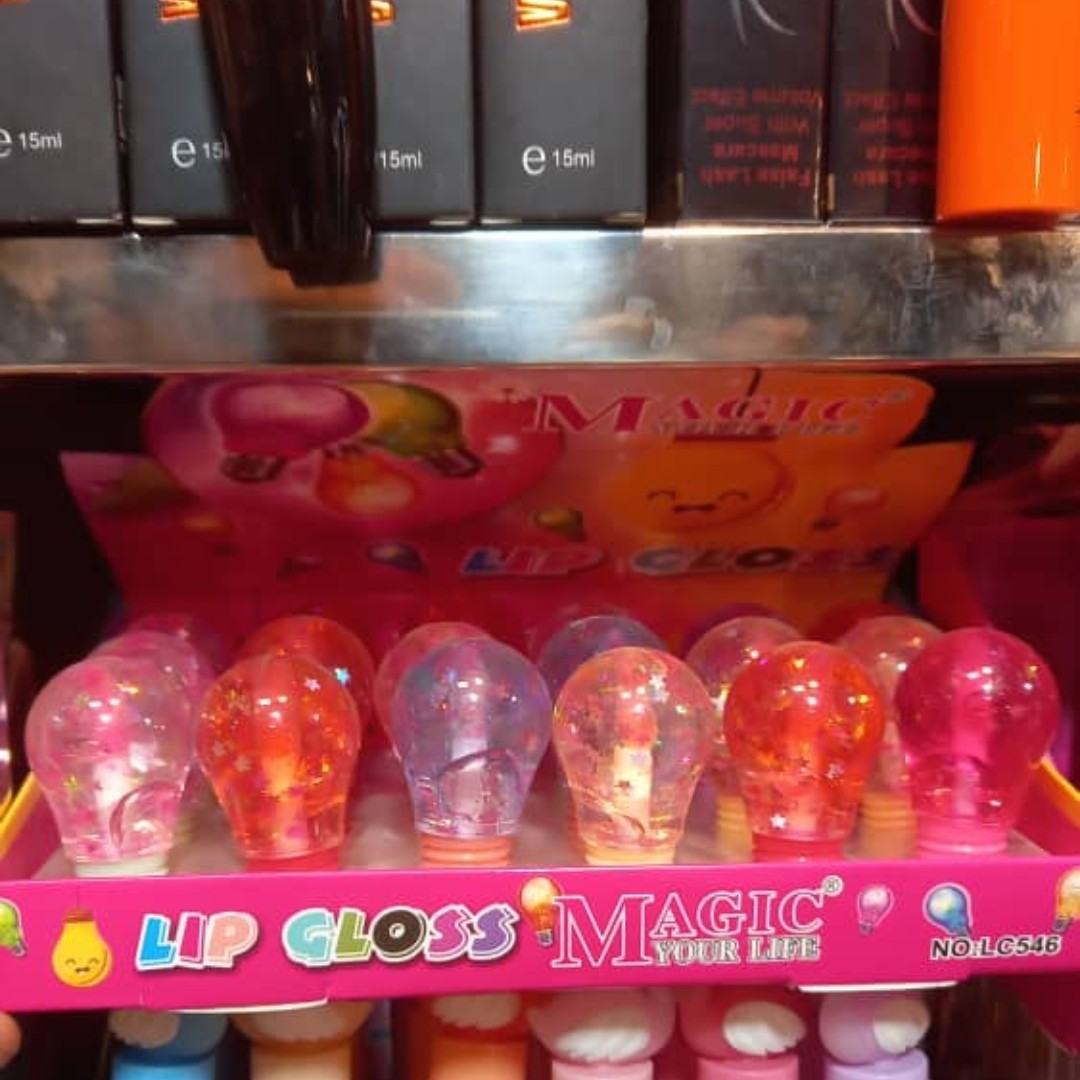 e 15ml
e 15
15ml
e 15ml
False Lash
Mascara
With Super
Volume Effect
Lash
MAGIC®
LIP GLOSS
LIP GLOSS MAGIC®
YOUR LIFE
NO:LC546